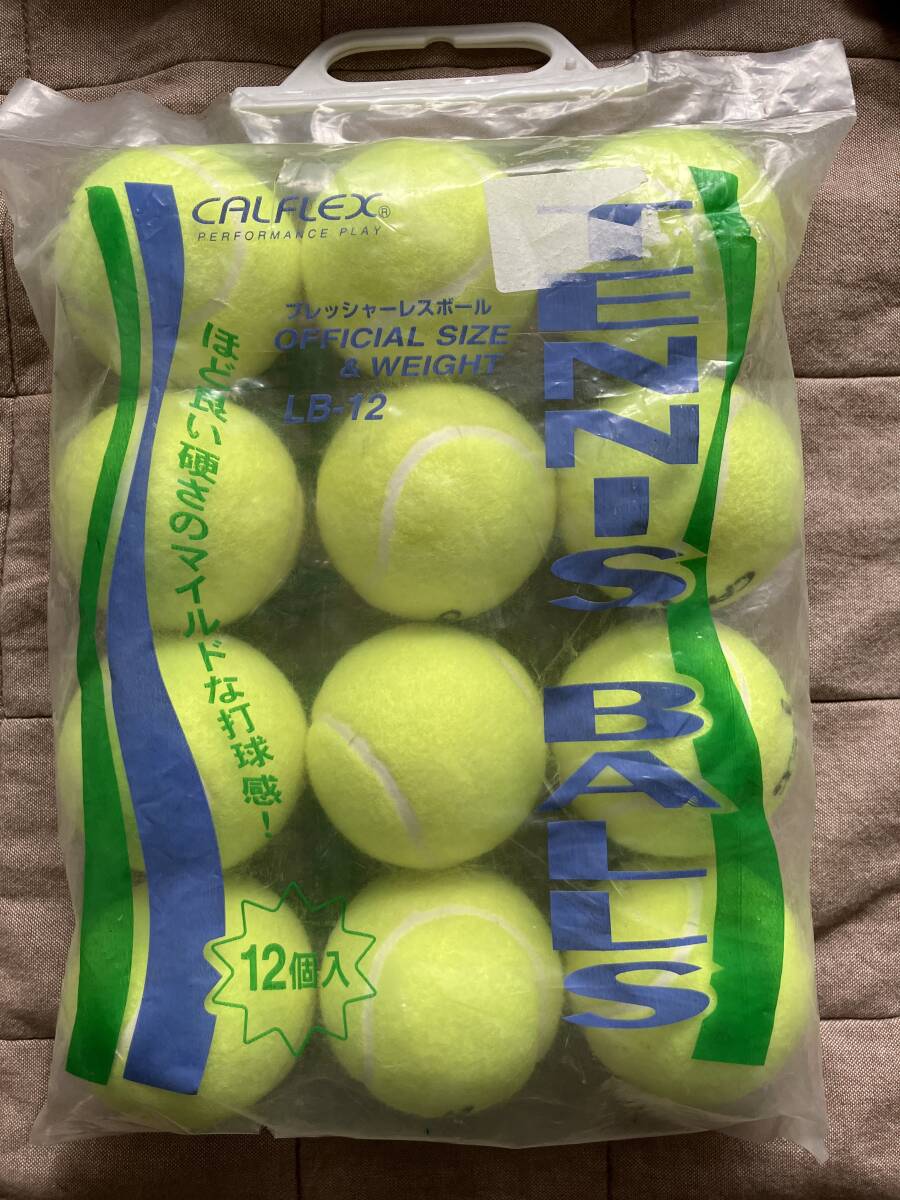 CALFLEX®
PERFORMANCE PLAY
プレッシャーレスボール
OFFICIAL SIZE
& WEIGHT
LB-12
TENNIS BALLS
ほど良い硬さのマイルドな打球感!
12個入